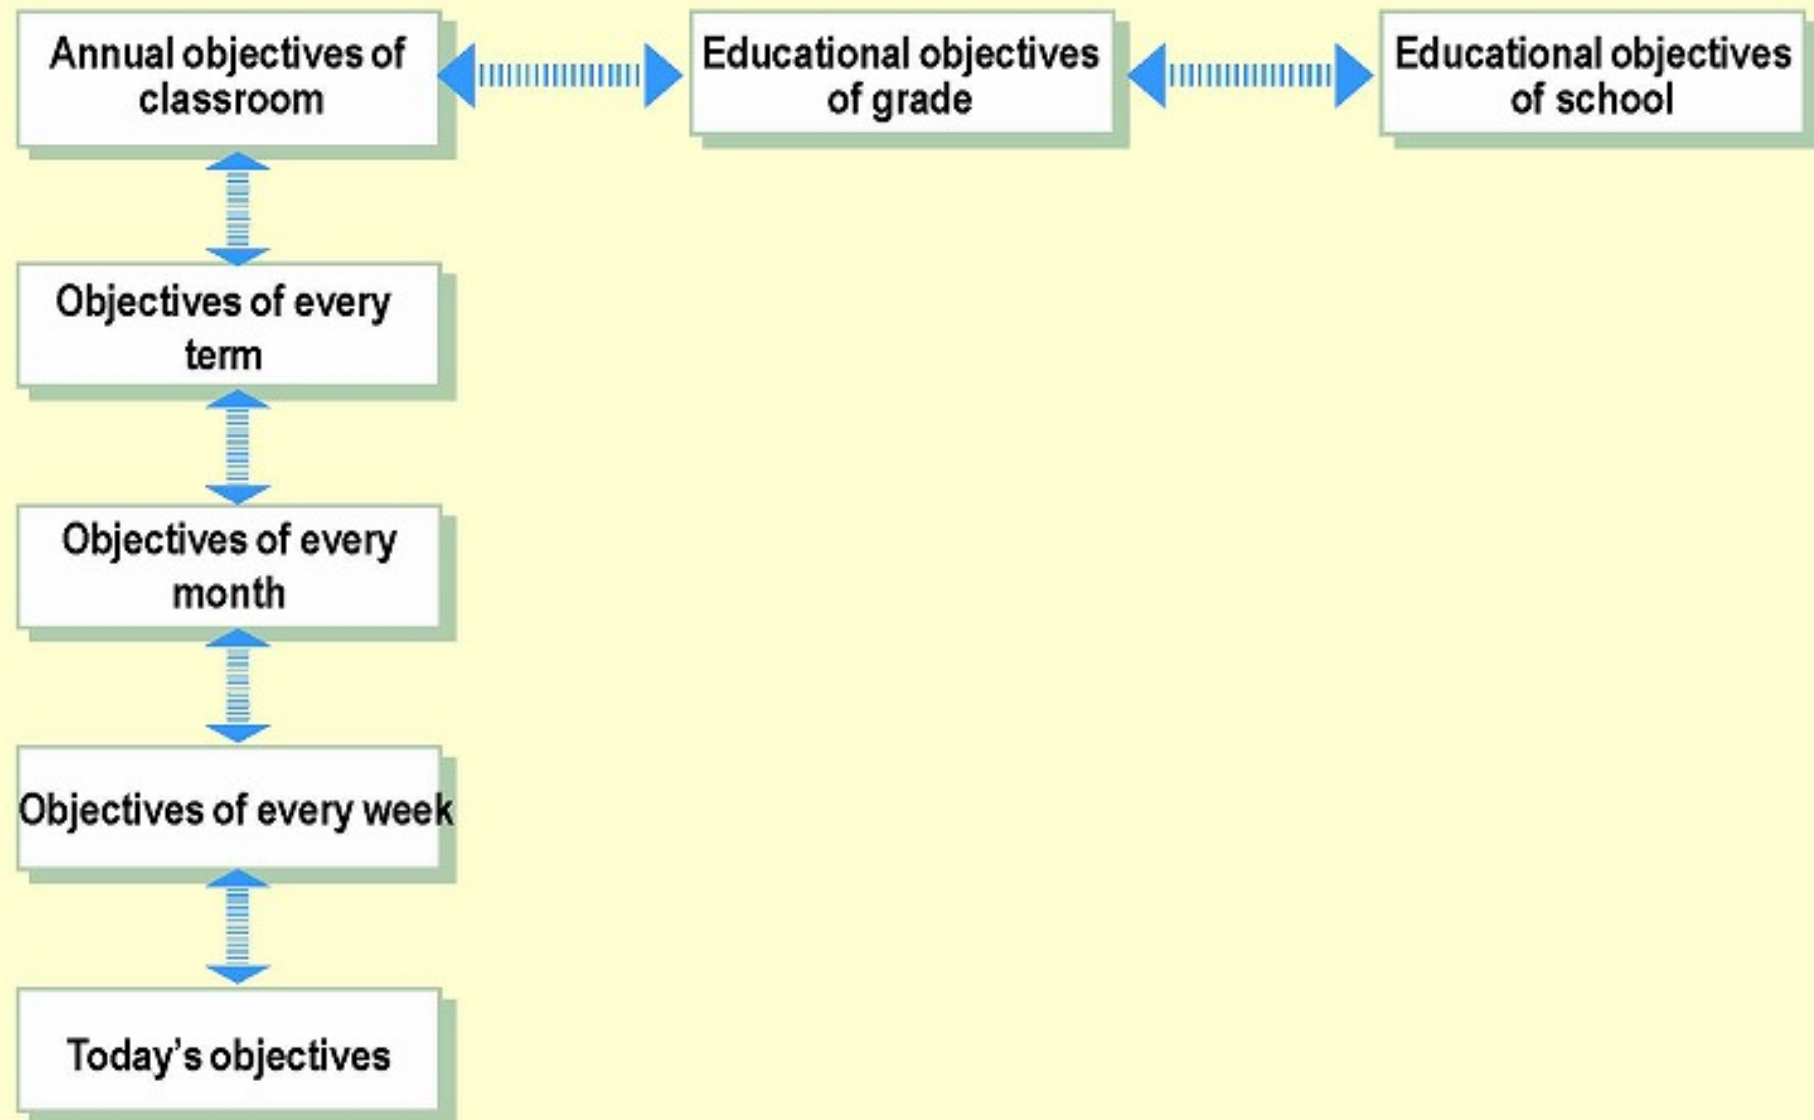 Annual objectives of
classroom
Educational objectives
of grade
Educational objectives
of school
Objectives of every
term
Objectives of every
month
Objectives of every week
Today's objectives